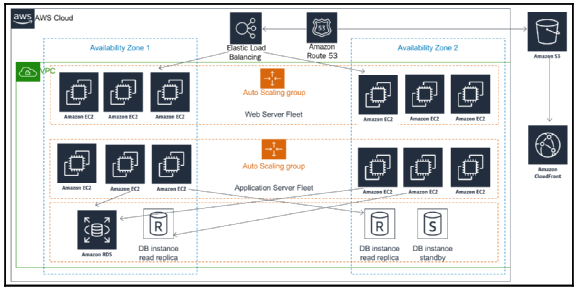 aws
AWS Cloud
Availability Zone 1
Elastic Load
Balancing
Amazon
Route 53
Availability Zone 2
Amazon S3
VPC
Amazon EC2
Amazon EC2
Amazon EC2
Auto Scaling group
Web Server Fleet
Amazon EC2
Amazon EC2
Amazon EC2
Amazon EC2
Amazon EC2
Amazon EC2
Auto Scaling group
Application Server Fleet
Amazon EC2
Amazon EC2
Amazon EC2
Amazon
CloudFront
Amazon RDS
R
DB instance
read replica
R
DB instance
read replica
S
DB instance
standby